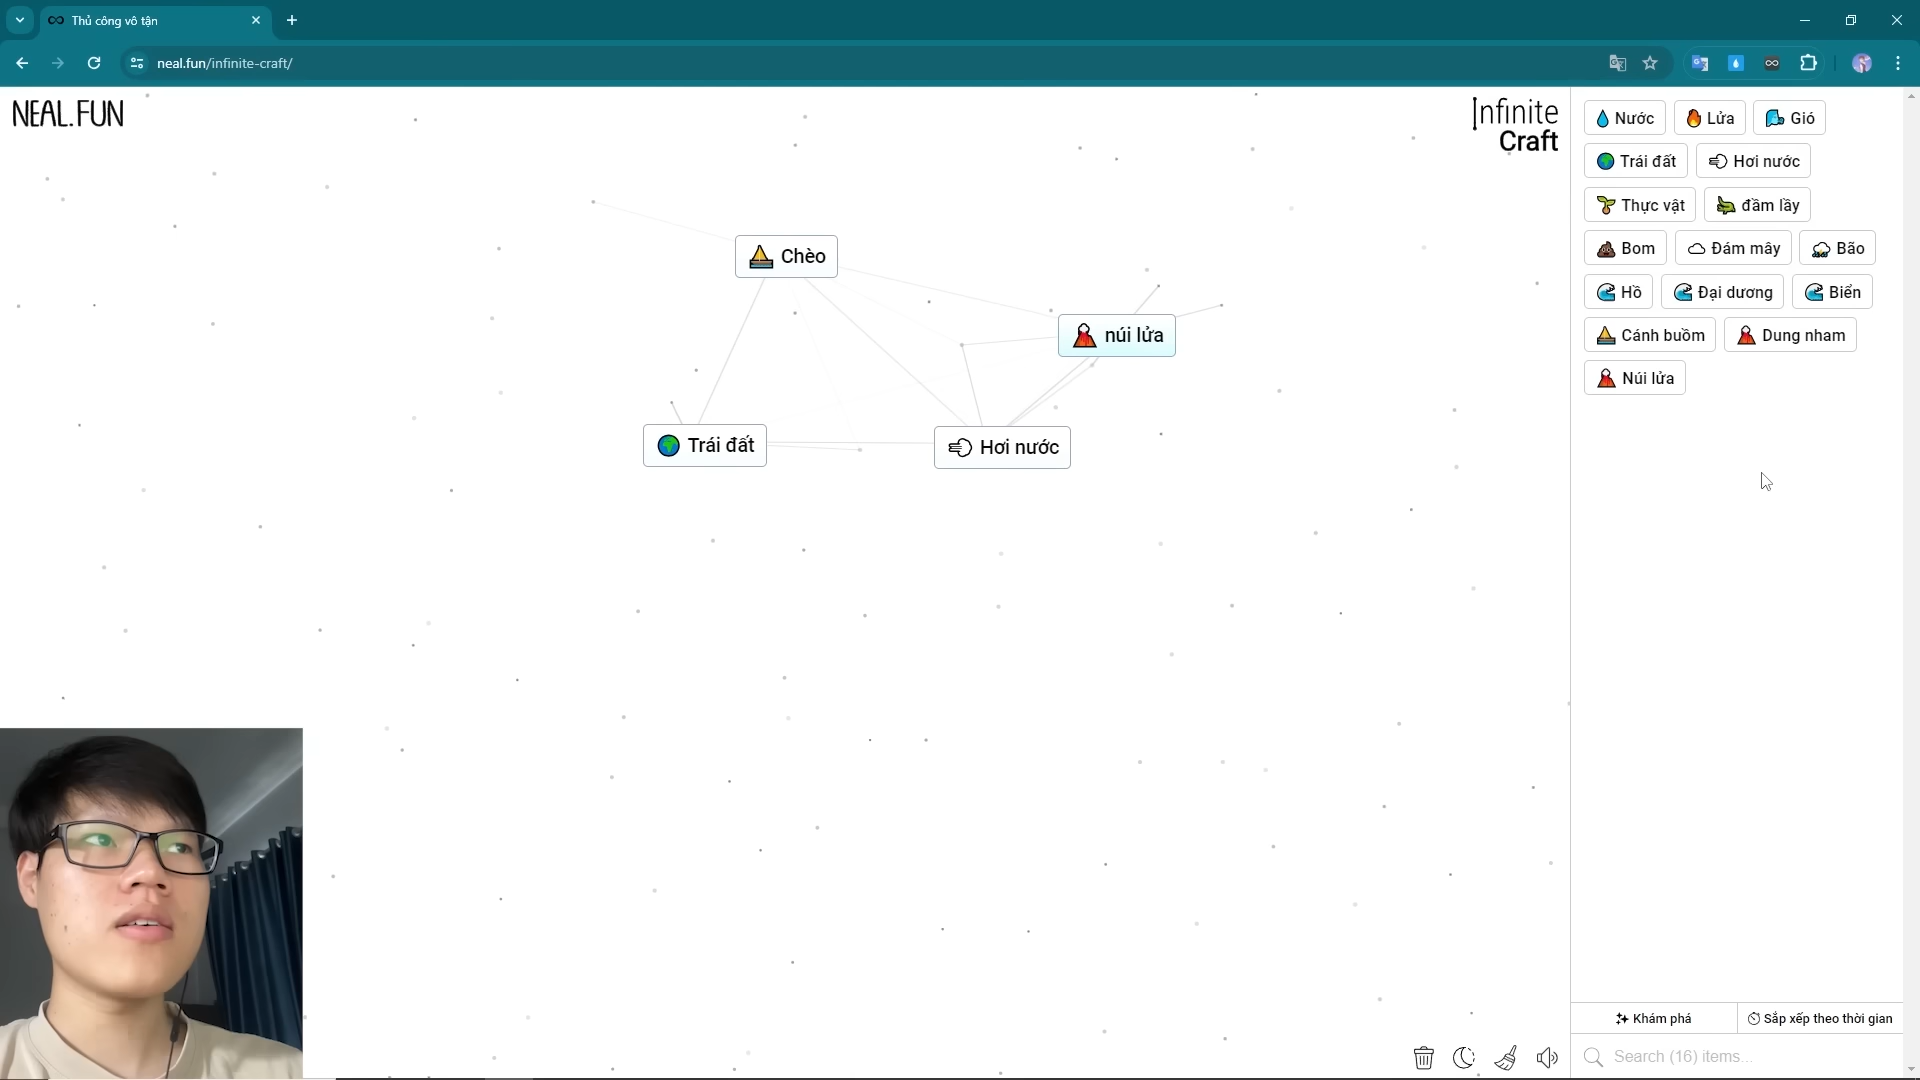 Thủ công vô tận
neal.fun/infinite-craft/
NEAL.FUN
Infinite
Craft
Chèo
núi lửa
Trái đất
Hơi nước
Nước
Lửa
Gió
Trái đất
Hơi nước
Thực vật
đầm lầy
Bom
Đám mây
Bão
Hồ
Đại dương
Biển
Cánh buồm
Dung nham
Núi lửa
Khám phá
Sắp xếp theo thời gian
Search (16) items...